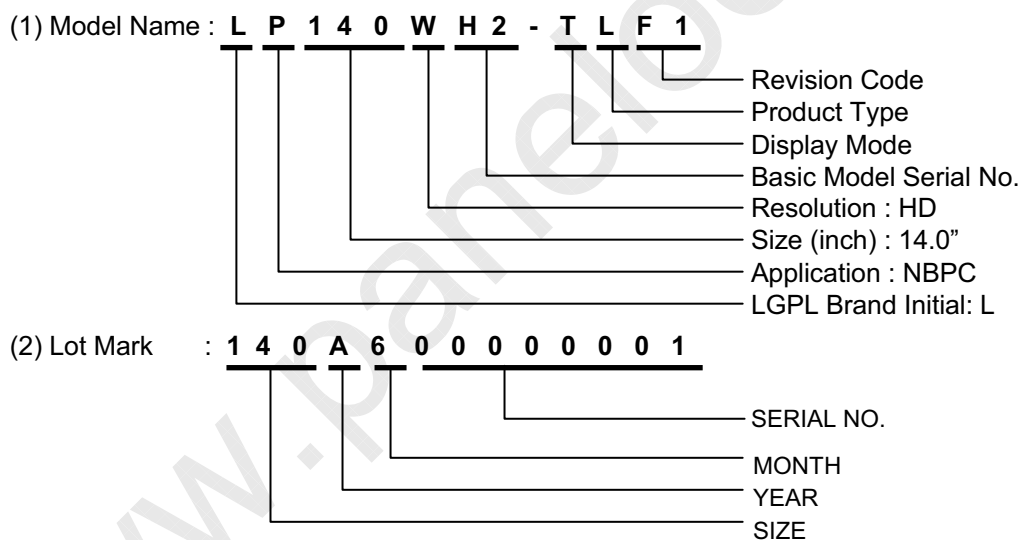 (1) Model Name : L P 1 4 0 W H 2 - T L F 1
Revision Code
Product Type
Display Mode
Basic Model Serial No.
Resolution : HD
Size (inch) : 14.0”
Application : NBPC
LGPL Brand Initial: L
(2) Lot Mark : 1 4 0 A 6 0 0 0 0 0 0 0 1
SERIAL NO.
MONTH
YEAR
SIZE
w.panelo